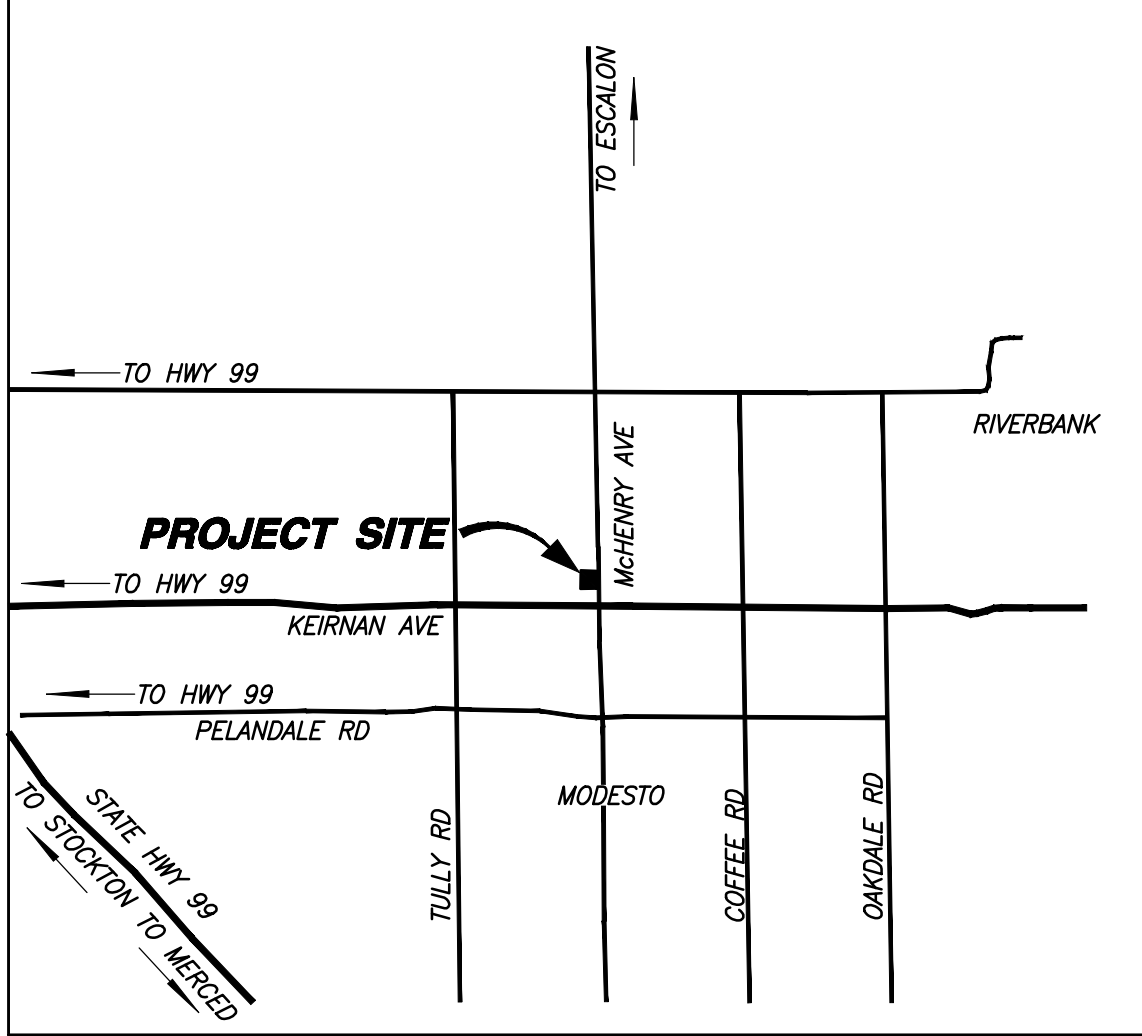 TO ESCALON
TO HWY 99
RIVERBANK
McHENRY AVE
PROJECT SITE
TO HWY 99
KEIRNAN AVE
TO HWY 99
PELANDALE RD
MODESTO
STATE HWY 99
TO STOCKTON
TO MERCED
TULLY RD
COFFEE RD
OAKDALE RD